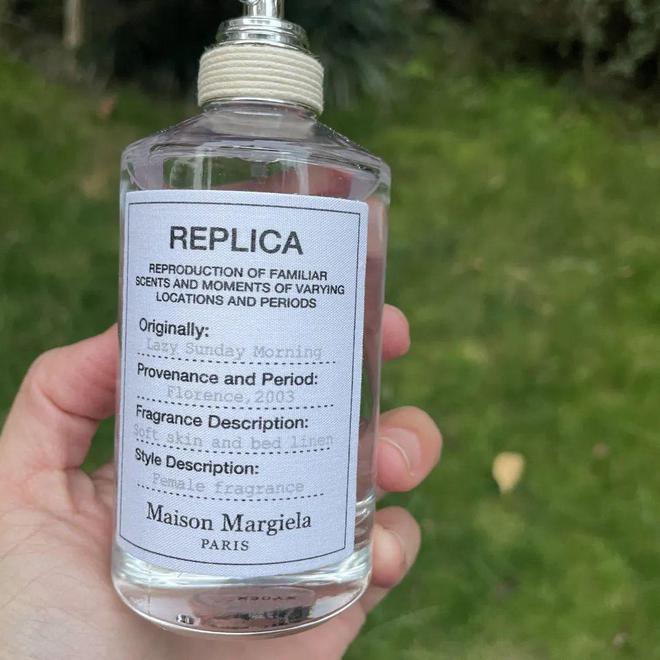 REPLICA
REPRODUCTION OF FAMILIAR
SCENTS AND MOMENTS OF VARYING
LOCATIONS AND PERIODS
Originally:
Lazy Sunday Morning
Provenance and Period:
Florence,2003
Fragrance Description:
Soft skin and bed linen
Style Description:
Female fragrance
Maison Margiela
PARIS